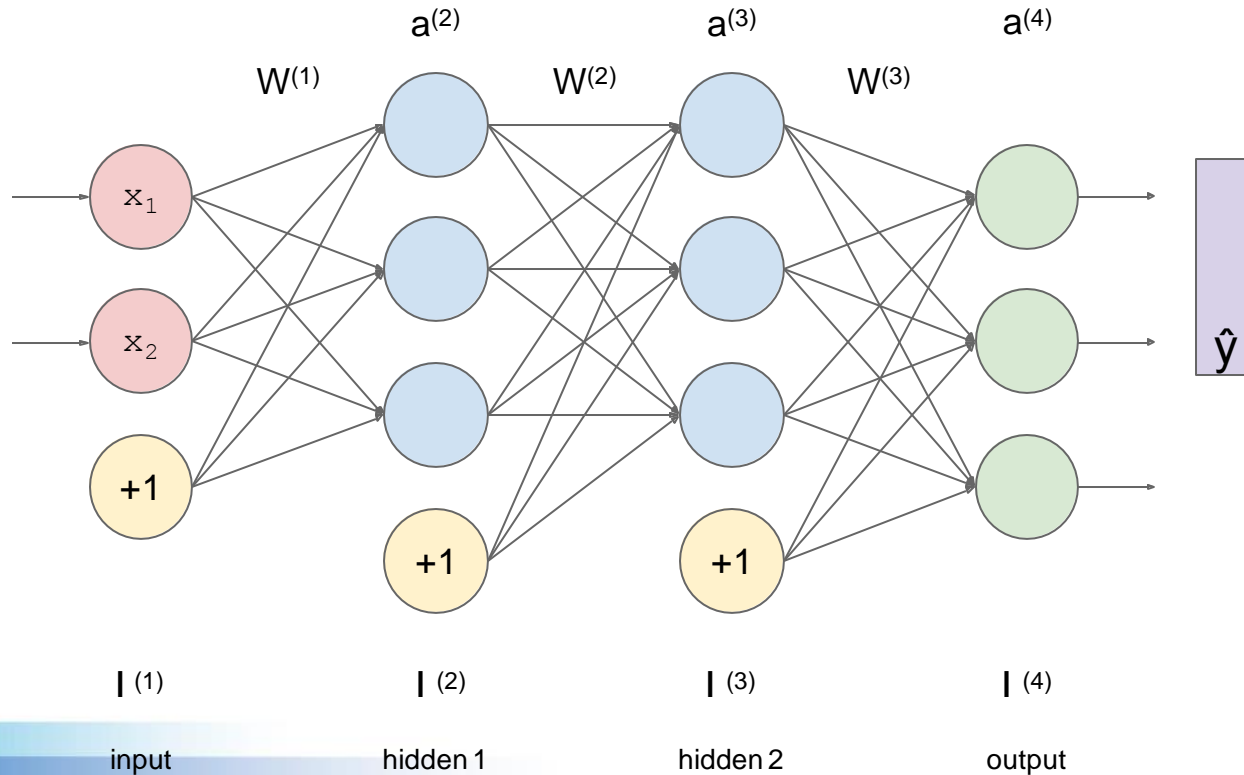 a⁽²⁾ a⁽³⁾ a⁽⁴⁾
W⁽¹⁾ W⁽²⁾ W⁽³⁾
x₁
x₂
ŷ
+1
+1 +1
l ⁽¹⁾ l ⁽²⁾ l ⁽³⁾ l ⁽⁴⁾
input hidden 1 hidden 2 output